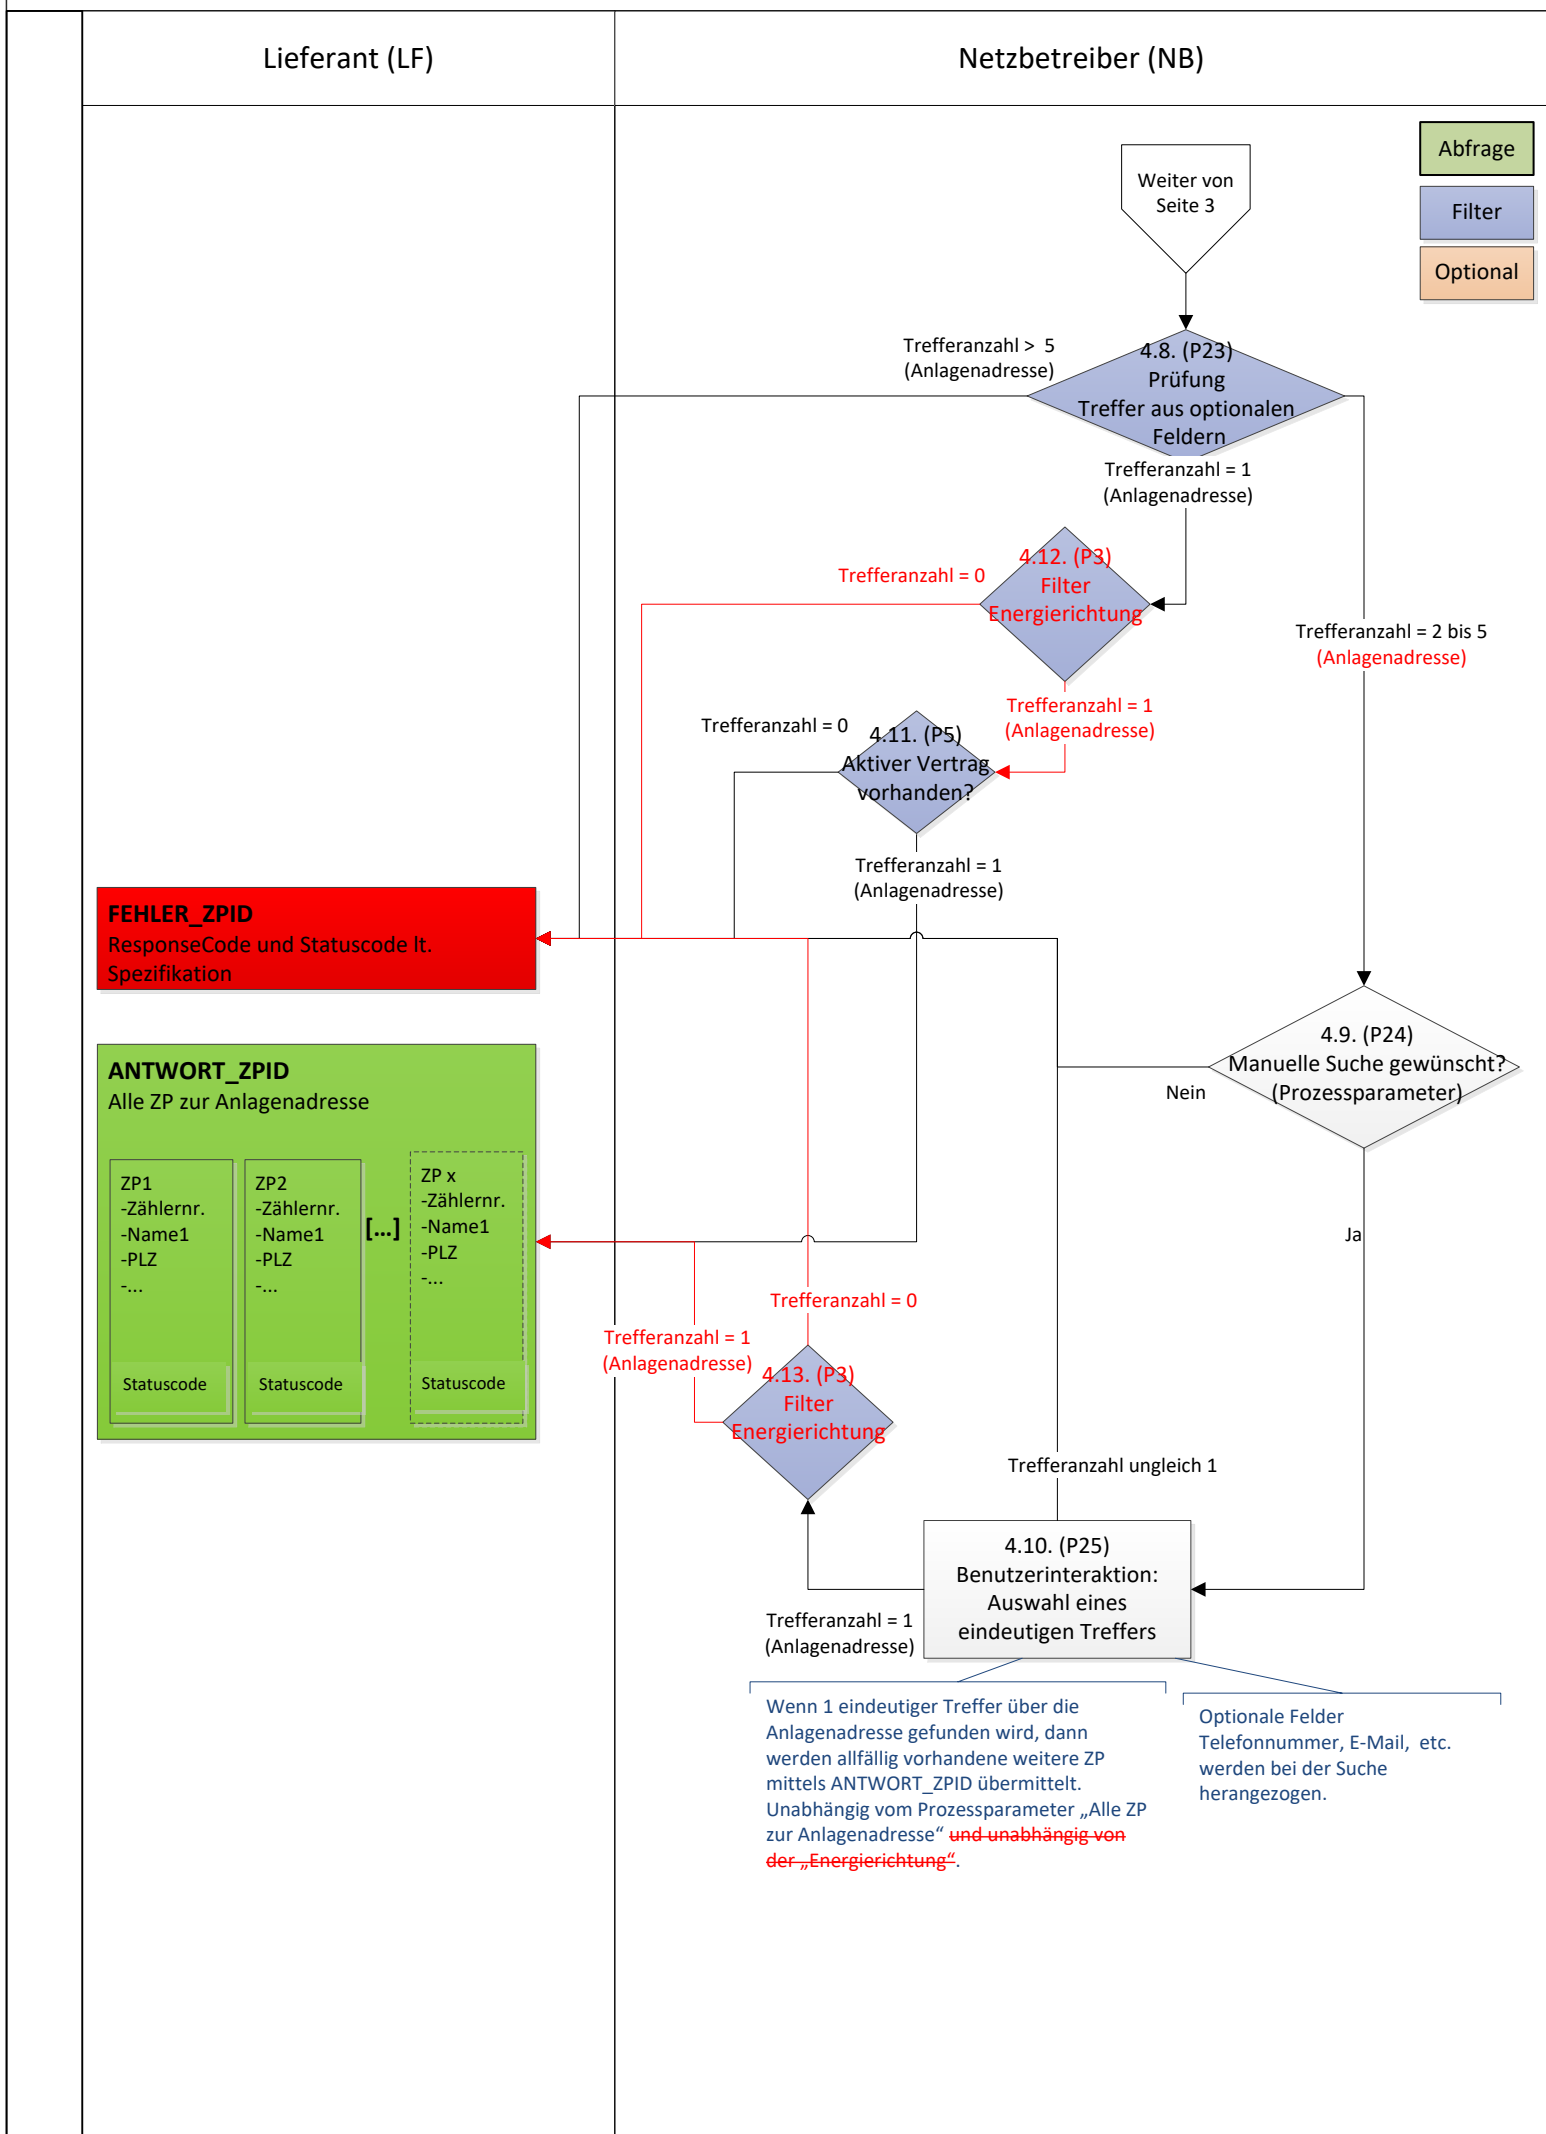 Lieferant (LF)
Netzbetreiber (NB)
Abfrage
Filter
Optional
Weiter von
Seite 3
Trefferanzahl > 5
(Anlagenadresse)
4.8. (P23)
Prüfung
Treffer aus optionalen
Feldern
Trefferanzahl = 1
(Anlagenadresse)
4.12. (P3)
Filter
Energierichtung
Trefferanzahl = 0
Trefferanzahl = 2 bis 5
(Anlagenadresse)
Trefferanzahl = 1
(Anlagenadresse)
Trefferanzahl = 0
4.11. (P5)
Aktiver Vertrag
vorhanden?
Trefferanzahl = 1
(Anlagenadresse)
FEHLER_ZPID
ResponseCode und Statuscode lt.
Spezifikation
4.9. (P24)
Manuelle Suche gewünscht?
(Prozessparameter)
Nein
Ja
ANTWORT_ZPID
Alle ZP zur Anlagenadresse
ZP1
-Zählernr.
-Name1
-PLZ
-...
Statuscode
ZP2
-Zählernr.
-Name1
-PLZ
-...
Statuscode
[...]
ZP x
-Zählernr.
-Name1
-PLZ
-...
Statuscode
Trefferanzahl = 0
Trefferanzahl = 1
(Anlagenadresse)
4.13. (P3)
Filter
Energierichtung
Trefferanzahl ungleich 1
4.10. (P25)
Benutzerinteraktion:
Auswahl eines
eindeutigen Treffers
Trefferanzahl = 1
(Anlagenadresse)
Wenn 1 eindeutiger Treffer über die
Anlagenadresse gefunden wird, dann
werden allfällig vorhandene weitere ZP
mittels ANTWORT_ZPID übermittelt.
Unabhängig vom Prozessparameter „Alle ZP
zur Anlagenadresse“ und unabhängig von
der „Energierichtung“.
Optionale Felder
Telefonnummer, E-Mail, etc.
werden bei der Suche
herangezogen.